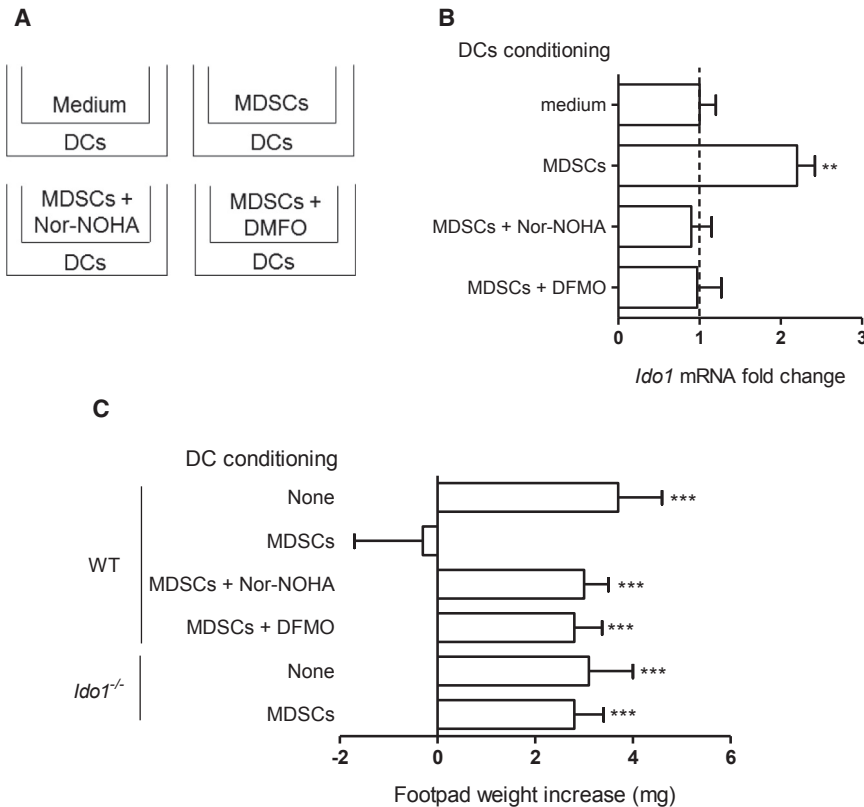 A
Medium
DCs
MDSCs
DCs
MDSCs +
Nor-NOHA
DCs
MDSCs +
DMFO
DCs
B
DCs conditioning
medium
MDSCs
**
MDSCs + Nor-NOHA
MDSCs + DFMO
0 1 2 3
Ido1 mRNA fold change
C
DC conditioning
WT
None
***
MDSCs
MDSCs + Nor-NOHA
***
MDSCs + DFMO
***
Ido1-/-
None
***
MDSCs
***
-2 0 2 4 6
Footpad weight increase (mg)